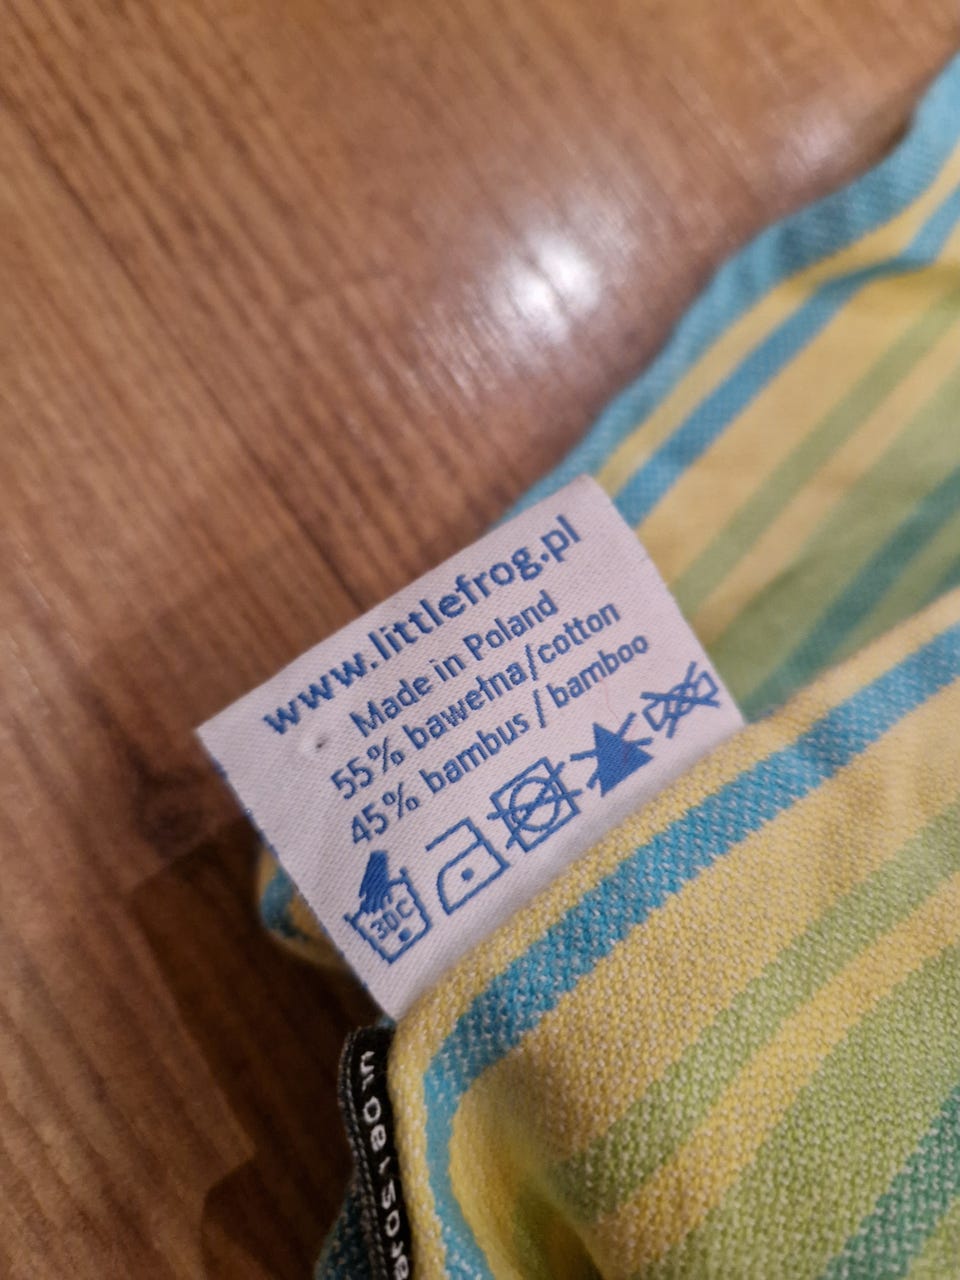 www.littlefrog.pl
Made in Poland
55% bawełna/cotton
45% bambus / bamboo
30C